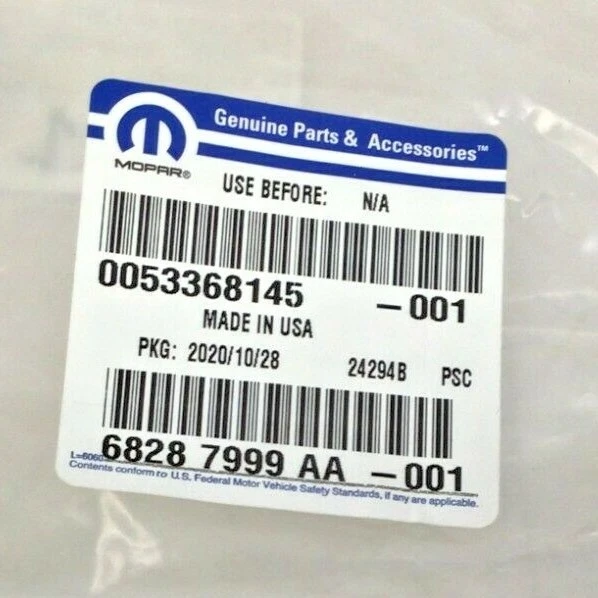 Genuine Parts & Accessories™
MOPAR®
USE BEFORE: N/A
0053368145 -001
MADE IN USA
PKG: 2020/10/28 24294B PSC
6828 7999 AA -001
Contents conform to U.S. Federal Motor Vehicle Safety Standards, if any are applicable.